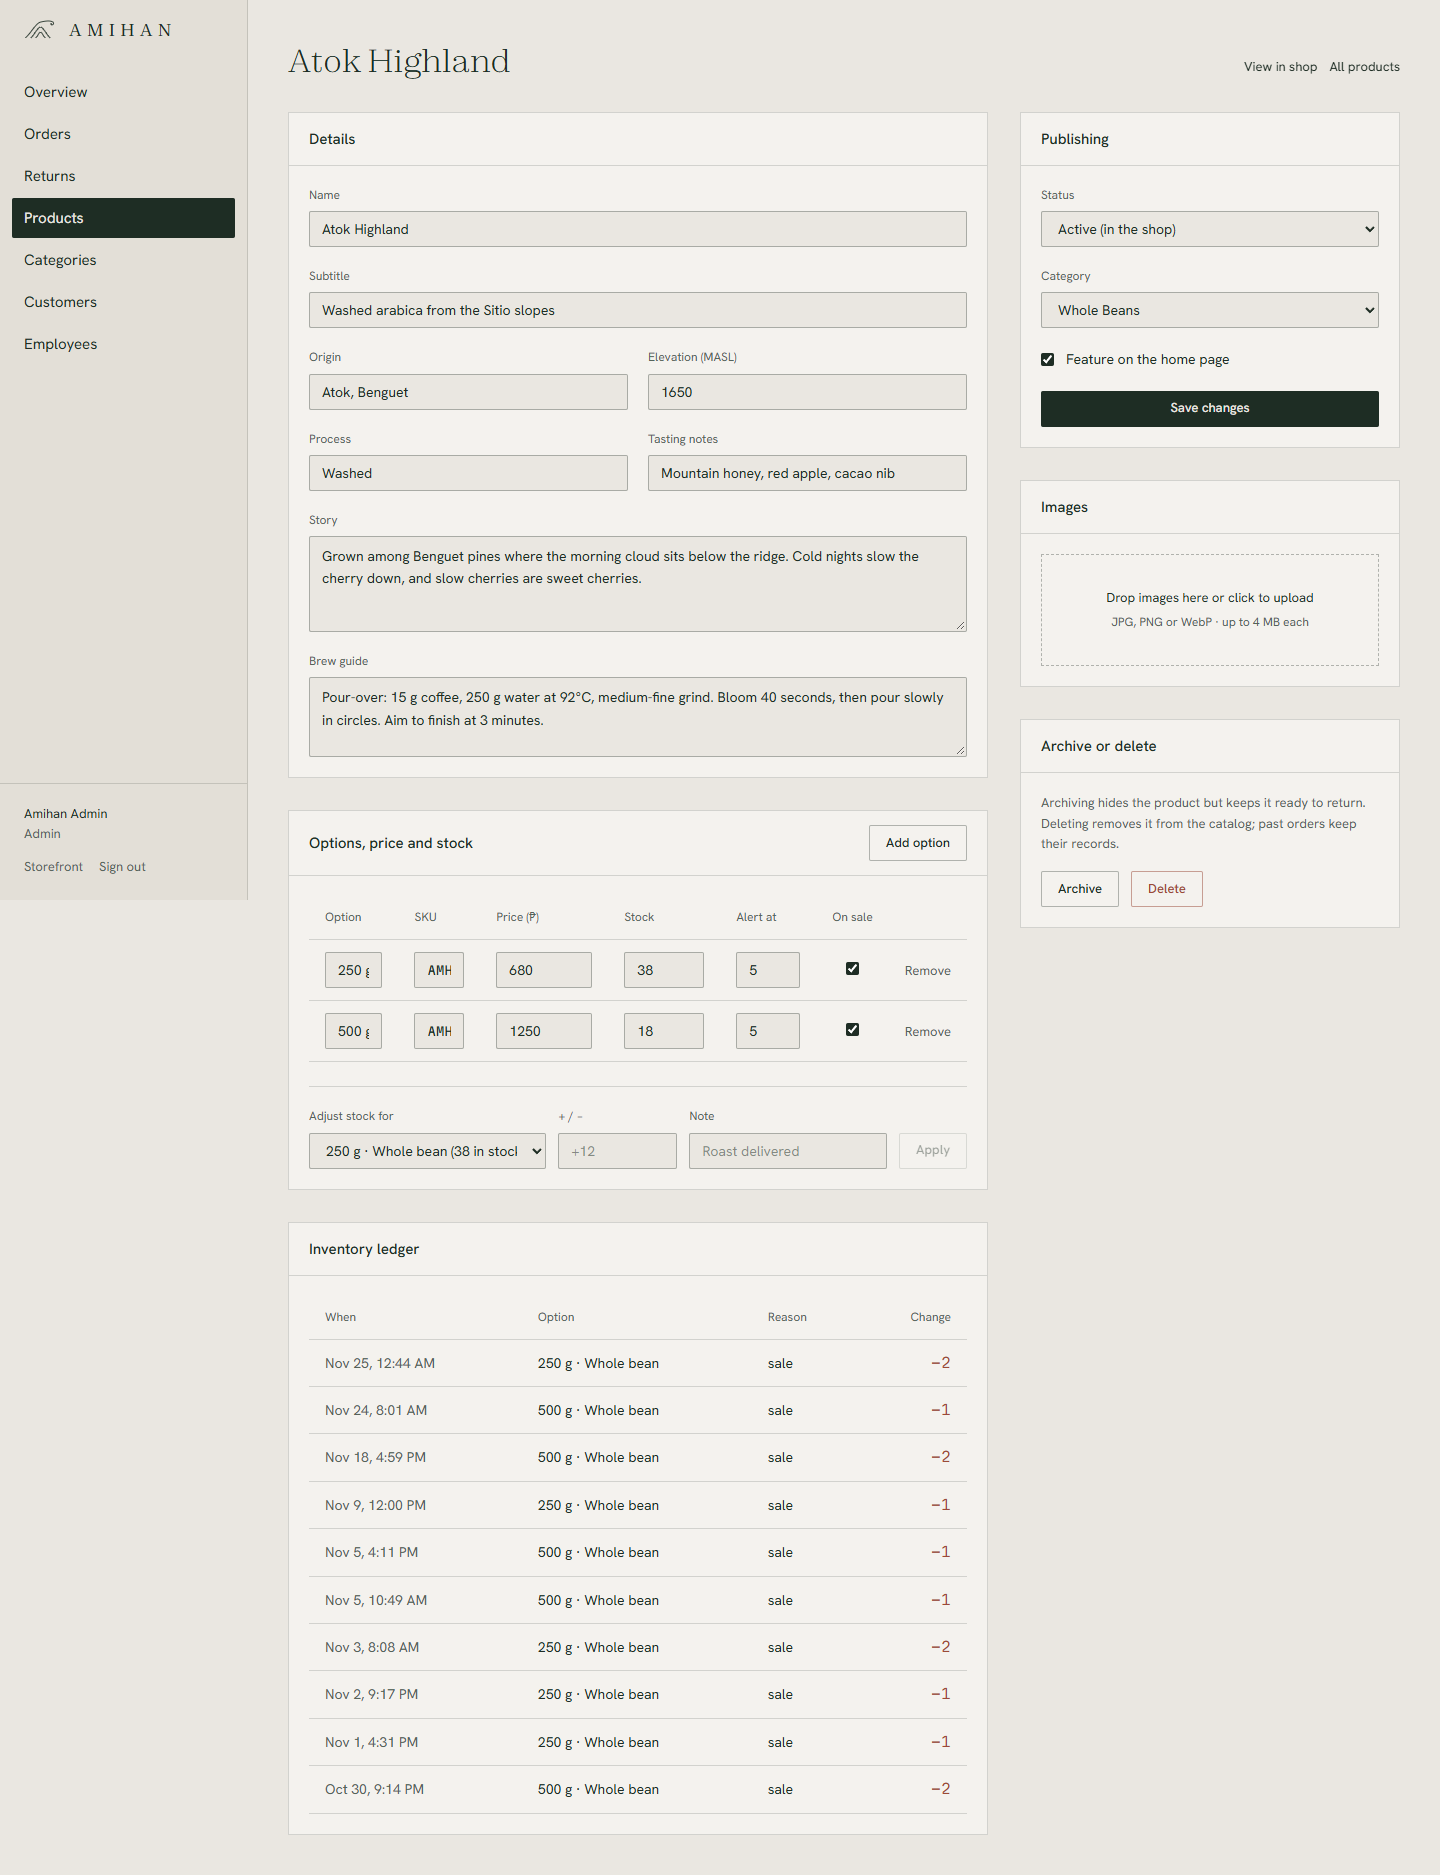 AMIHAN
Overview
Orders
Returns
Products
Categories
Customers
Employees
Amihan Admin
Admin
Storefront Sign out
Atok Highland
View in shop All products
Details
Name
Atok Highland
Subtitle
Washed arabica from the Sitio slopes
Origin Elevation (MASL)
Atok, Benguet 1650
Process Tasting notes
Washed Mountain honey, red apple, cacao nib
Story
Grown among Benguet pines where the morning cloud sits below the ridge. Cold nights slow the
cherry down, and slow cherries are sweet cherries.
Brew guide
Pour-over: 15 g coffee, 250 g water at 92°C, medium-fine grind. Bloom 40 seconds, then pour slowly
in circles. Aim to finish at 3 minutes.
Options, price and stock Add option
Option SKU Price (₱) Stock Alert at On sale
250 g AMH 680 38 5 Remove
500 g AMH 1250 18 5 Remove
Adjust stock for + / − Note
250 g · Whole bean (38 in stocl +12 Roast delivered Apply
Inventory ledger
When Option Reason Change
Nov 25, 12:44 AM 250 g · Whole bean sale −2
Nov 24, 8:01 AM 500 g · Whole bean sale −1
Nov 18, 4:59 PM 500 g · Whole bean sale −2
Nov 9, 12:00 PM 250 g · Whole bean sale −1
Nov 5, 4:11 PM 500 g · Whole bean sale −1
Nov 5, 10:49 AM 500 g · Whole bean sale −1
Nov 3, 8:08 AM 250 g · Whole bean sale −2
Nov 2, 9:17 PM 250 g · Whole bean sale −1
Nov 1, 4:31 PM 250 g · Whole bean sale −1
Oct 30, 9:14 PM 500 g · Whole bean sale −2
Publishing
Status
Active (in the shop)
Category
Whole Beans
Feature on the home page
Save changes
Images
Drop images here or click to upload
JPG, PNG or WebP · up to 4 MB each
Archive or delete
Archiving hides the product but keeps it ready to return.
Deleting removes it from the catalog; past orders keep
their records.
Archive Delete